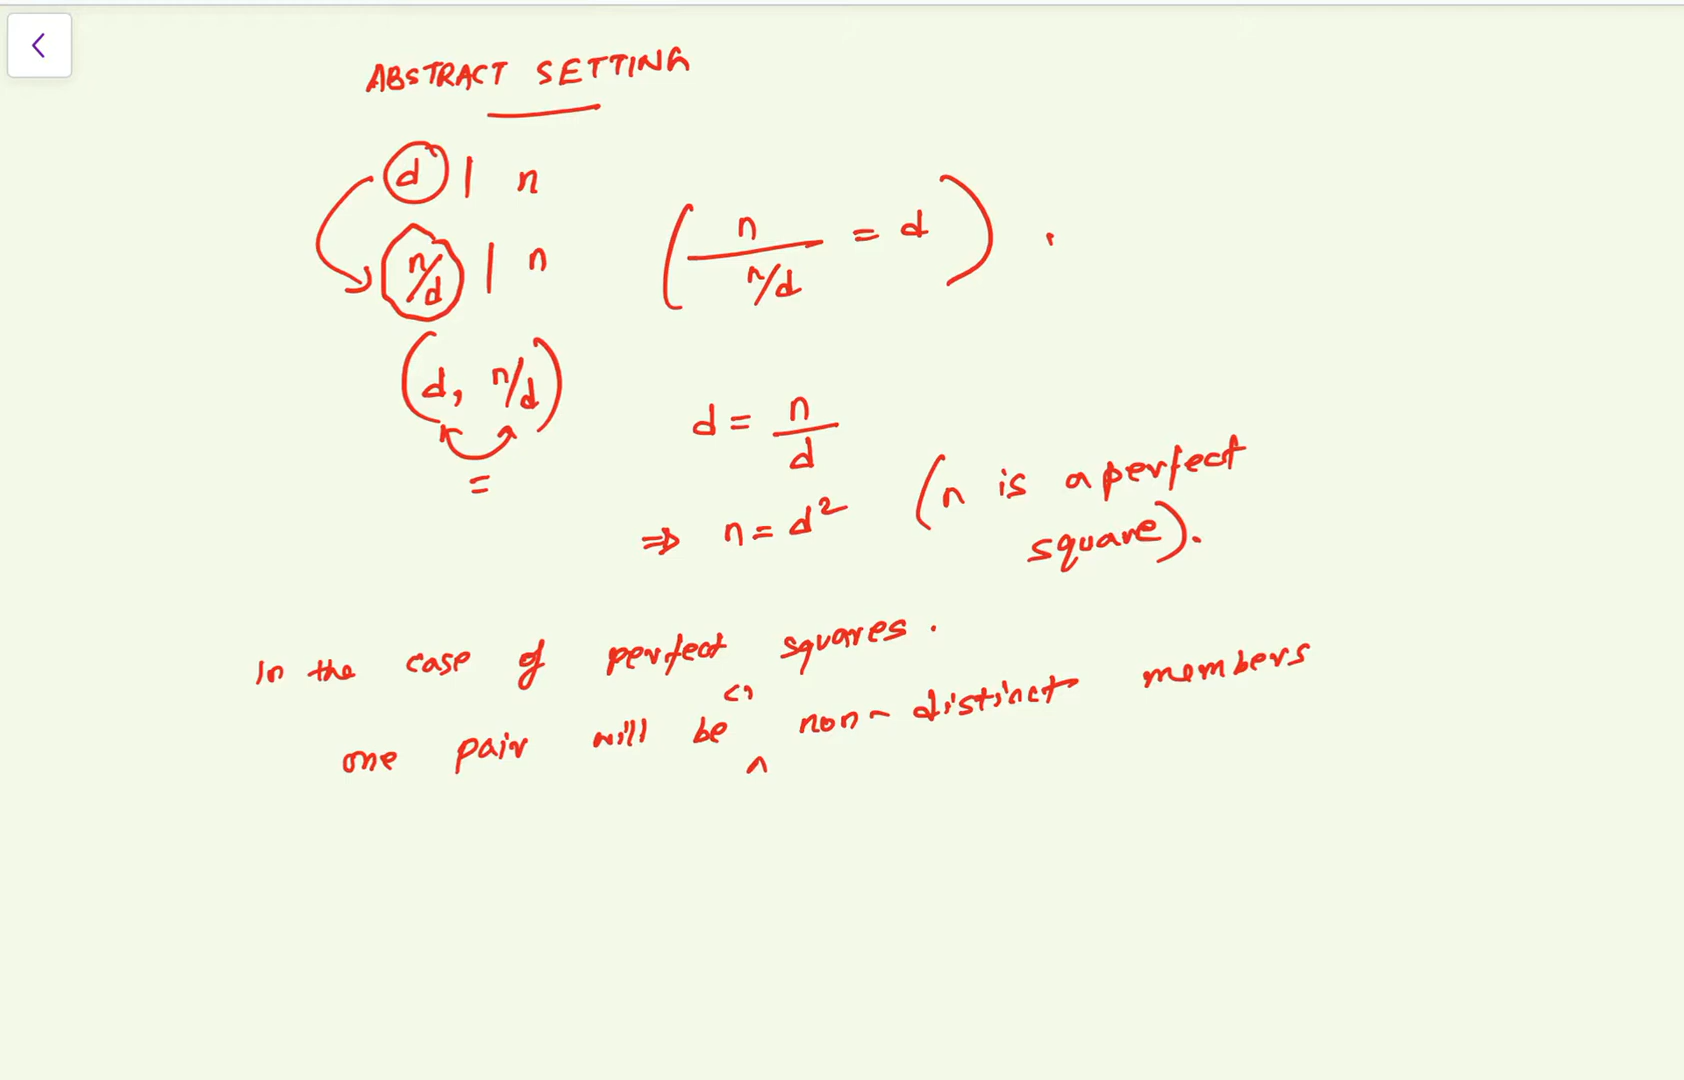 ABSTRACT SETTING
d | n
n/d | n
( n / n/d = d ) .
(d, n/d)
=
d = n/d
⇒ n = d²
(n is a perfect
square).
In the case of perfect squares.
one pair will be ^ non-distinct members